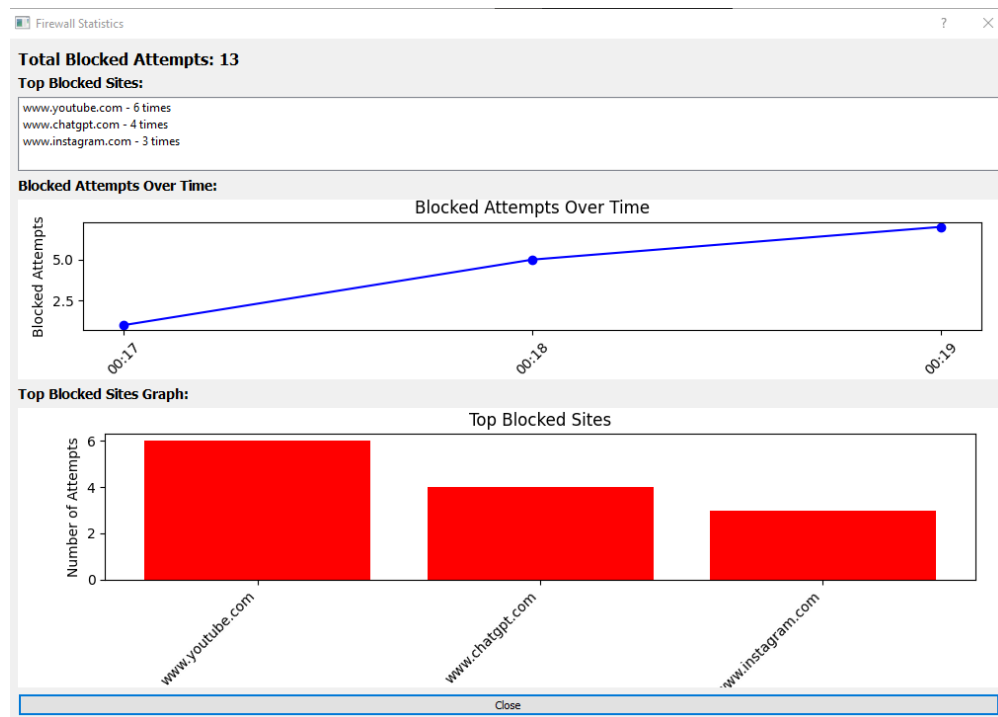 Firewall Statistics ?
Total Blocked Attempts: 13
Top Blocked Sites:
www.youtube.com - 6 times
www.chatgpt.com - 4 times
www.instagram.com - 3 times
Blocked Attempts Over Time:
Blocked Attempts Over Time
Blocked Attempts
5.0
2.5
00:17 00:18 00:19
Top Blocked Sites Graph:
Top Blocked Sites
Number of Attempts
6
4
2
0
www.youtube.com www.chatgpt.com www.instagram.com
Close